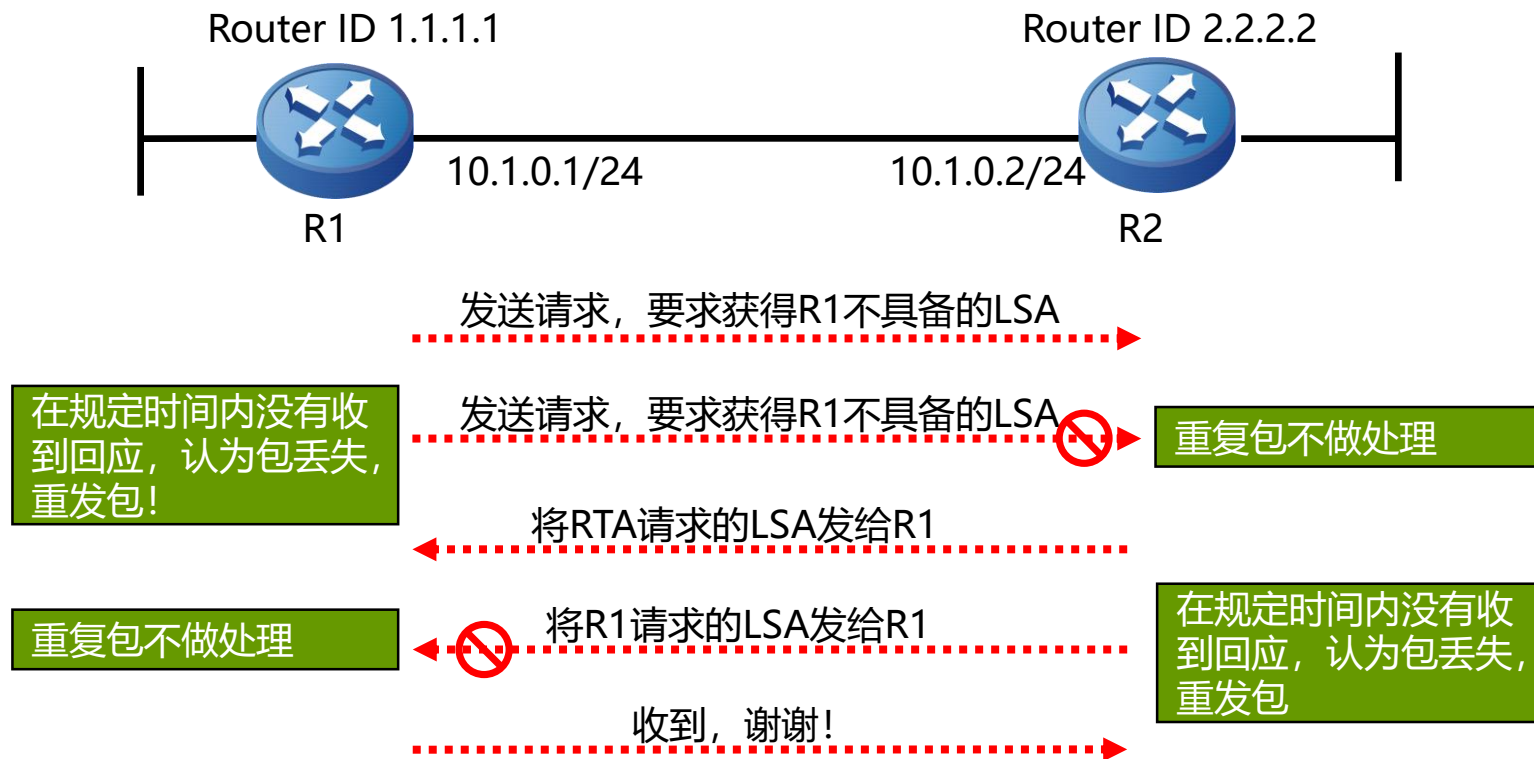 Router ID 1.1.1.1
Router ID 2.2.2.2
10.1.0.1/24
10.1.0.2/24
R1
R2
发送请求，要求获得R1不具备的LSA
在规定时间内没有收
到回应，认为包丢失，
重发包！
发送请求，要求获得R1不具备的LSA
重复包不做处理
将RTA请求的LSA发给R1
重复包不做处理
将R1请求的LSA发给R1
在规定时间内没有收
到回应，认为包丢失，
重发包
收到，谢谢！